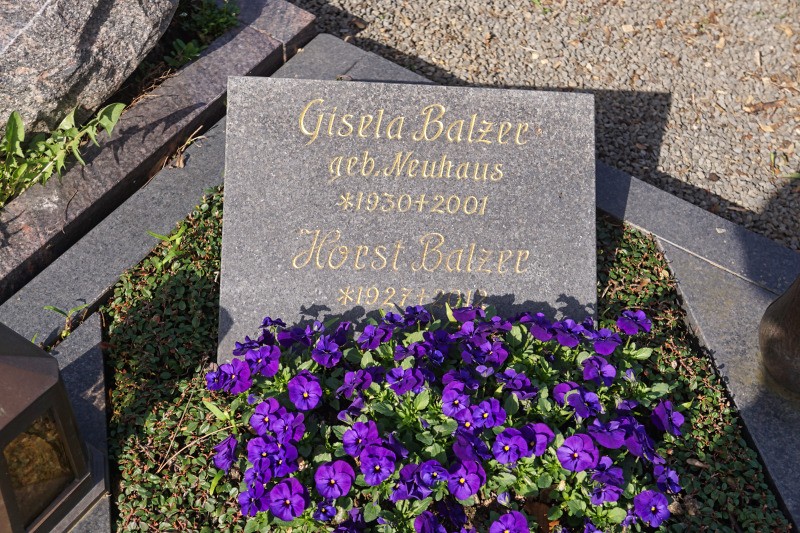 Gisela Balzer
geb. Neuhaus
*1930+2001
Horst Balzer
*1927+